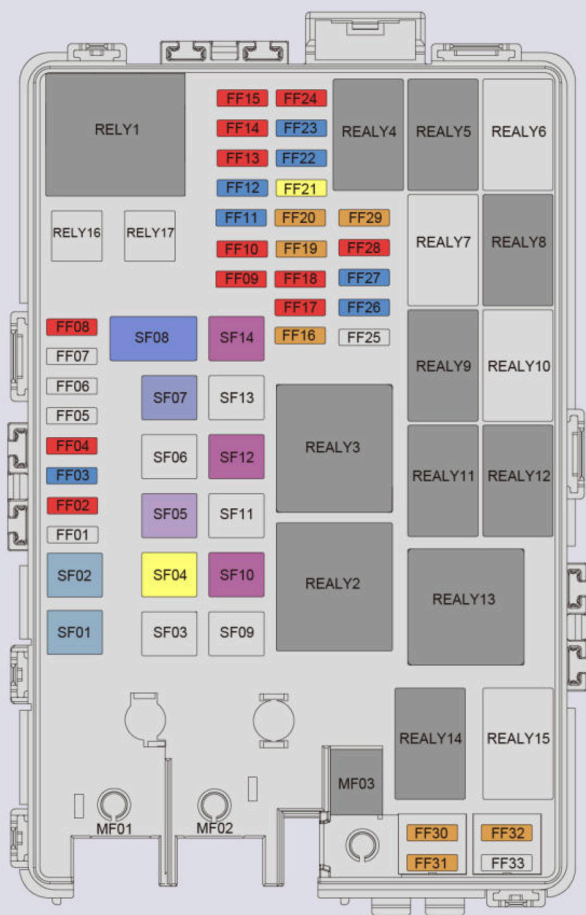 RELY1
FF15 FF24
FF14 FF23
FF13 FF22
FF12 FF21
FF11 FF20 FF29
FF10 FF19 FF28
FF09 FF18 FF27
FF17 FF26
FF16 FF25
REALY4 REALY5 REALY6
RELY16 RELY17
REALY7 REALY8
FF08
FF07
FF06
FF05
FF04
FF03
FF02
FF01
SF02
SF01
SF08 SF14
SF07 SF13
SF06 SF12
SF05 SF11
SF04 SF10
SF03 SF09
REALY3
REALY2
REALY9 REALY10
REALY11 REALY12
REALY13
REALY14 REALY15
MF01 MF02 MF03
FF30 FF32
FF31 FF33